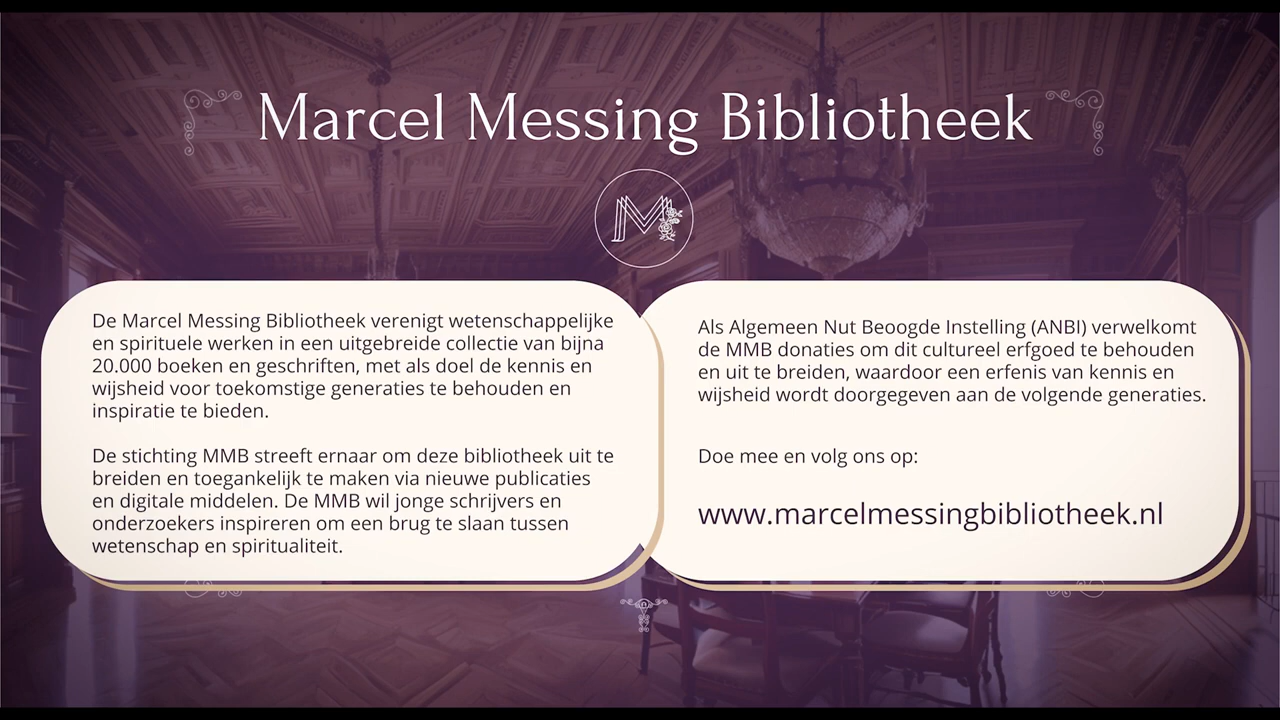 Marcel Messing Bibliotheek
M
De Marcel Messing Bibliotheek verenigt wetenschappelijke
en spirituele werken in een uitgebreide collectie van bijna
20.000 boeken en geschriften, met als doel de kennis en
wijsheid voor toekomstige generaties te behouden en
inspiratie te bieden.
De stichting MMB streeft ernaar om deze bibliotheek uit te
breiden en toegankelijk te maken via nieuwe publicaties
en digitale middelen. De MMB wil jonge schrijvers en
onderzoekers inspireren om een brug te slaan tussen
wetenschap en spiritualiteit.
Als Algemeen Nut Beoogde Instelling (ANBI) verwelkomt
de MMB donaties om dit cultureel erfgoed te behouden
en uit te breiden, waardoor een erfenis van kennis en
wijsheid wordt doorgegeven aan de volgende generaties.
Doe mee en volg ons op:
www.marcelmessingbibliotheek.nl